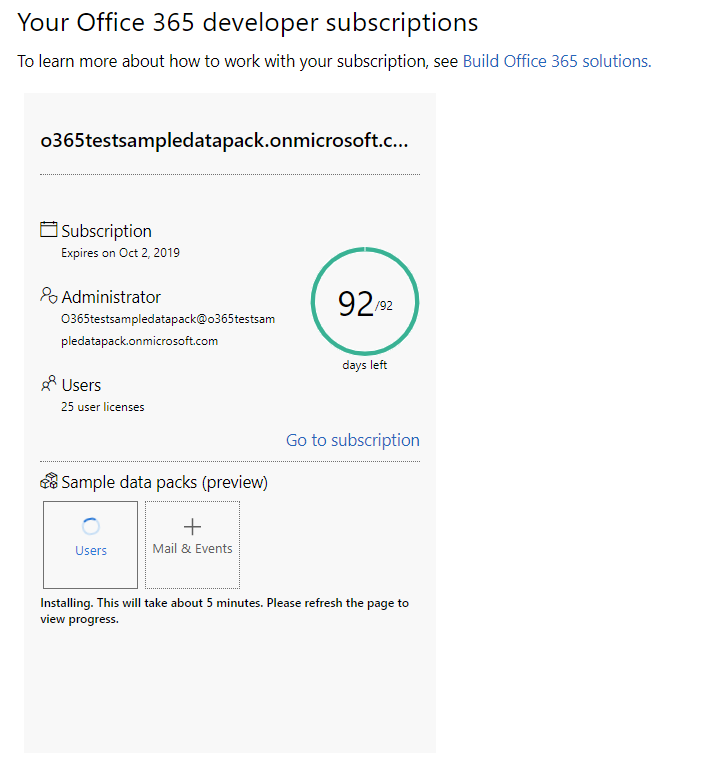 Your Office 365 developer subscriptions
To learn more about how to work with your subscription, see Build Office 365 solutions.
o365testsampledatapack.onmicrosoft.c...
Subscription
Expires on Oct 2, 2019
Administrator
O365testsampledatapack@o365testsam
pledatapack.onmicrosoft.com
92/92
days left
Users
25 user licenses
Go to subscription
Sample data packs (preview)
Users
Mail & Events
Installing. This will take about 5 minutes. Please refresh the page to
view progress.